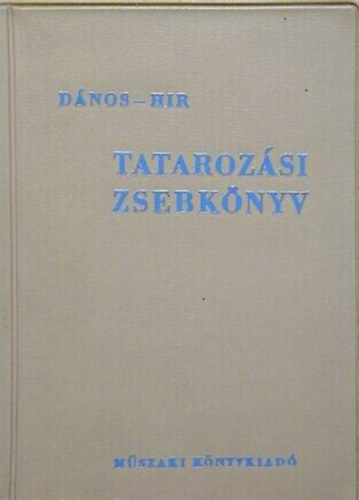 DÁNOS – HIR
TATAROZÁSI
ZSEBKÖNYV
MŰSZAKI KÖNYVKIADÓ